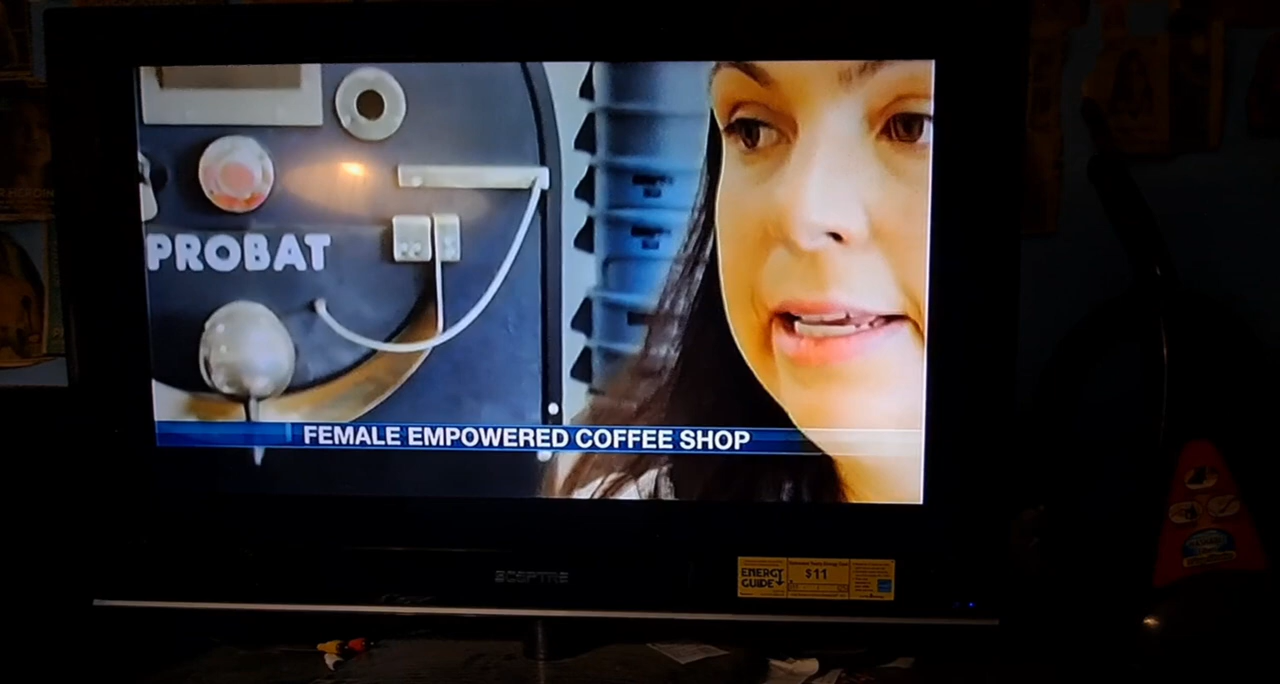 PROBAT
FEMALE EMPOWERED COFFEE SHOP
SCEPTRE
ENERGY
GUIDE
$11